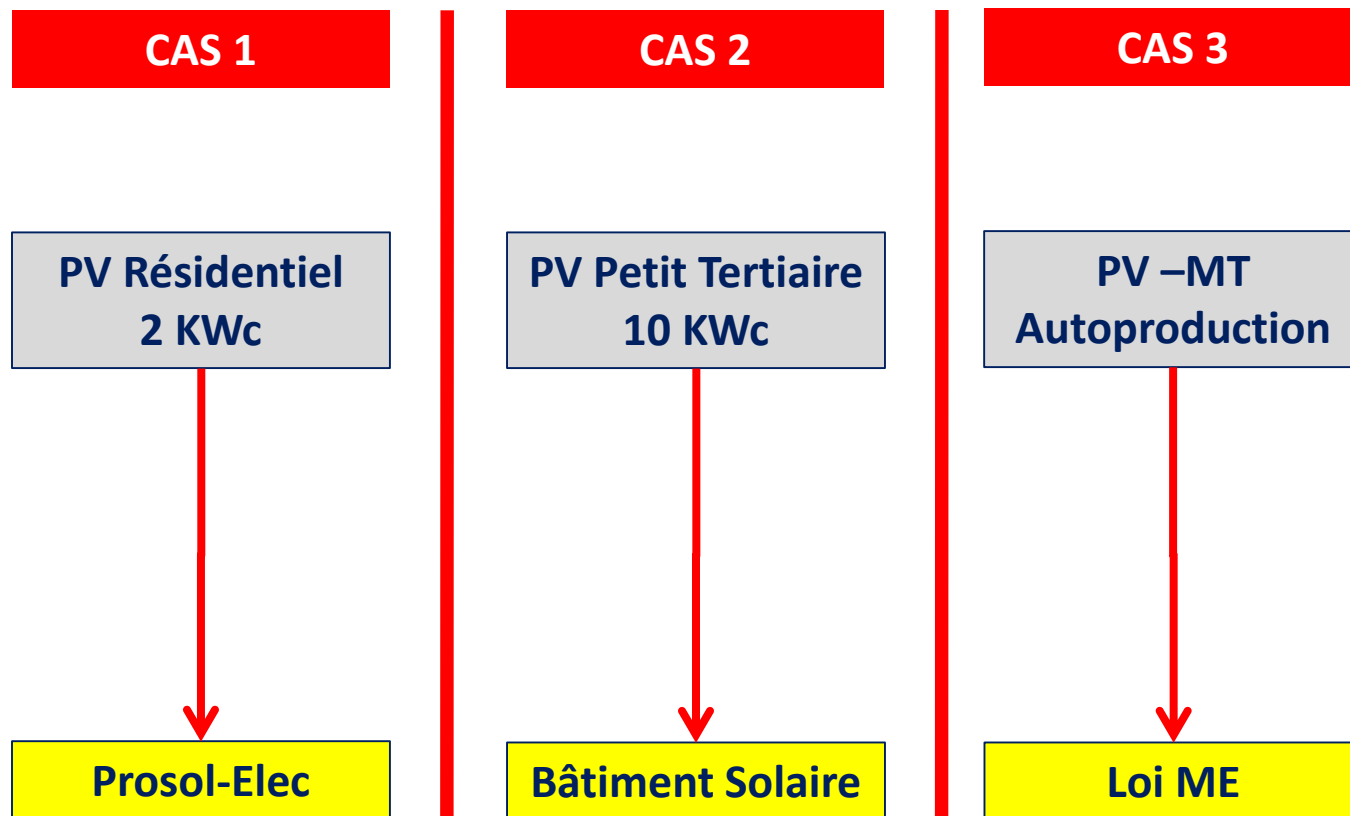 CAS 1
PV Résidentiel
2 KWc
Prosol-Elec
CAS 2
PV Petit Tertiaire
10 KWc
Bâtiment Solaire
CAS 3
PV –MT
Autoproduction
Loi ME